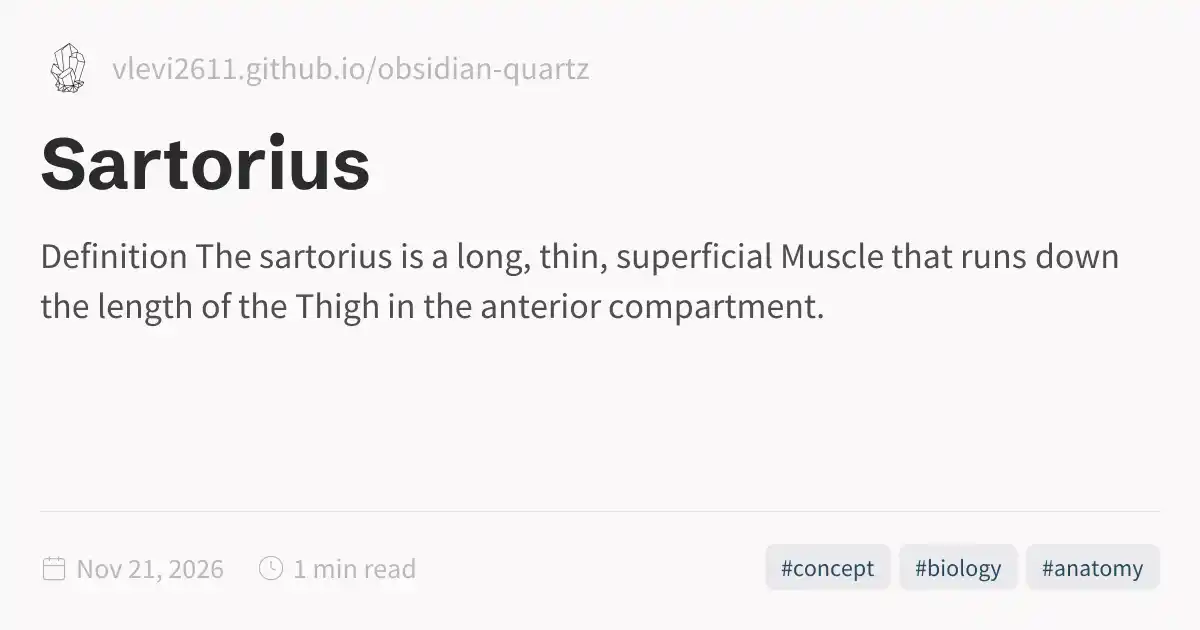 vlevi2611.github.io/obsidian-quartz
Sartorius
Definition The sartorius is a long, thin, superficial Muscle that runs down
the length of the Thigh in the anterior compartment.
Nov 21, 2026 1 min read #concept #biology #anatomy